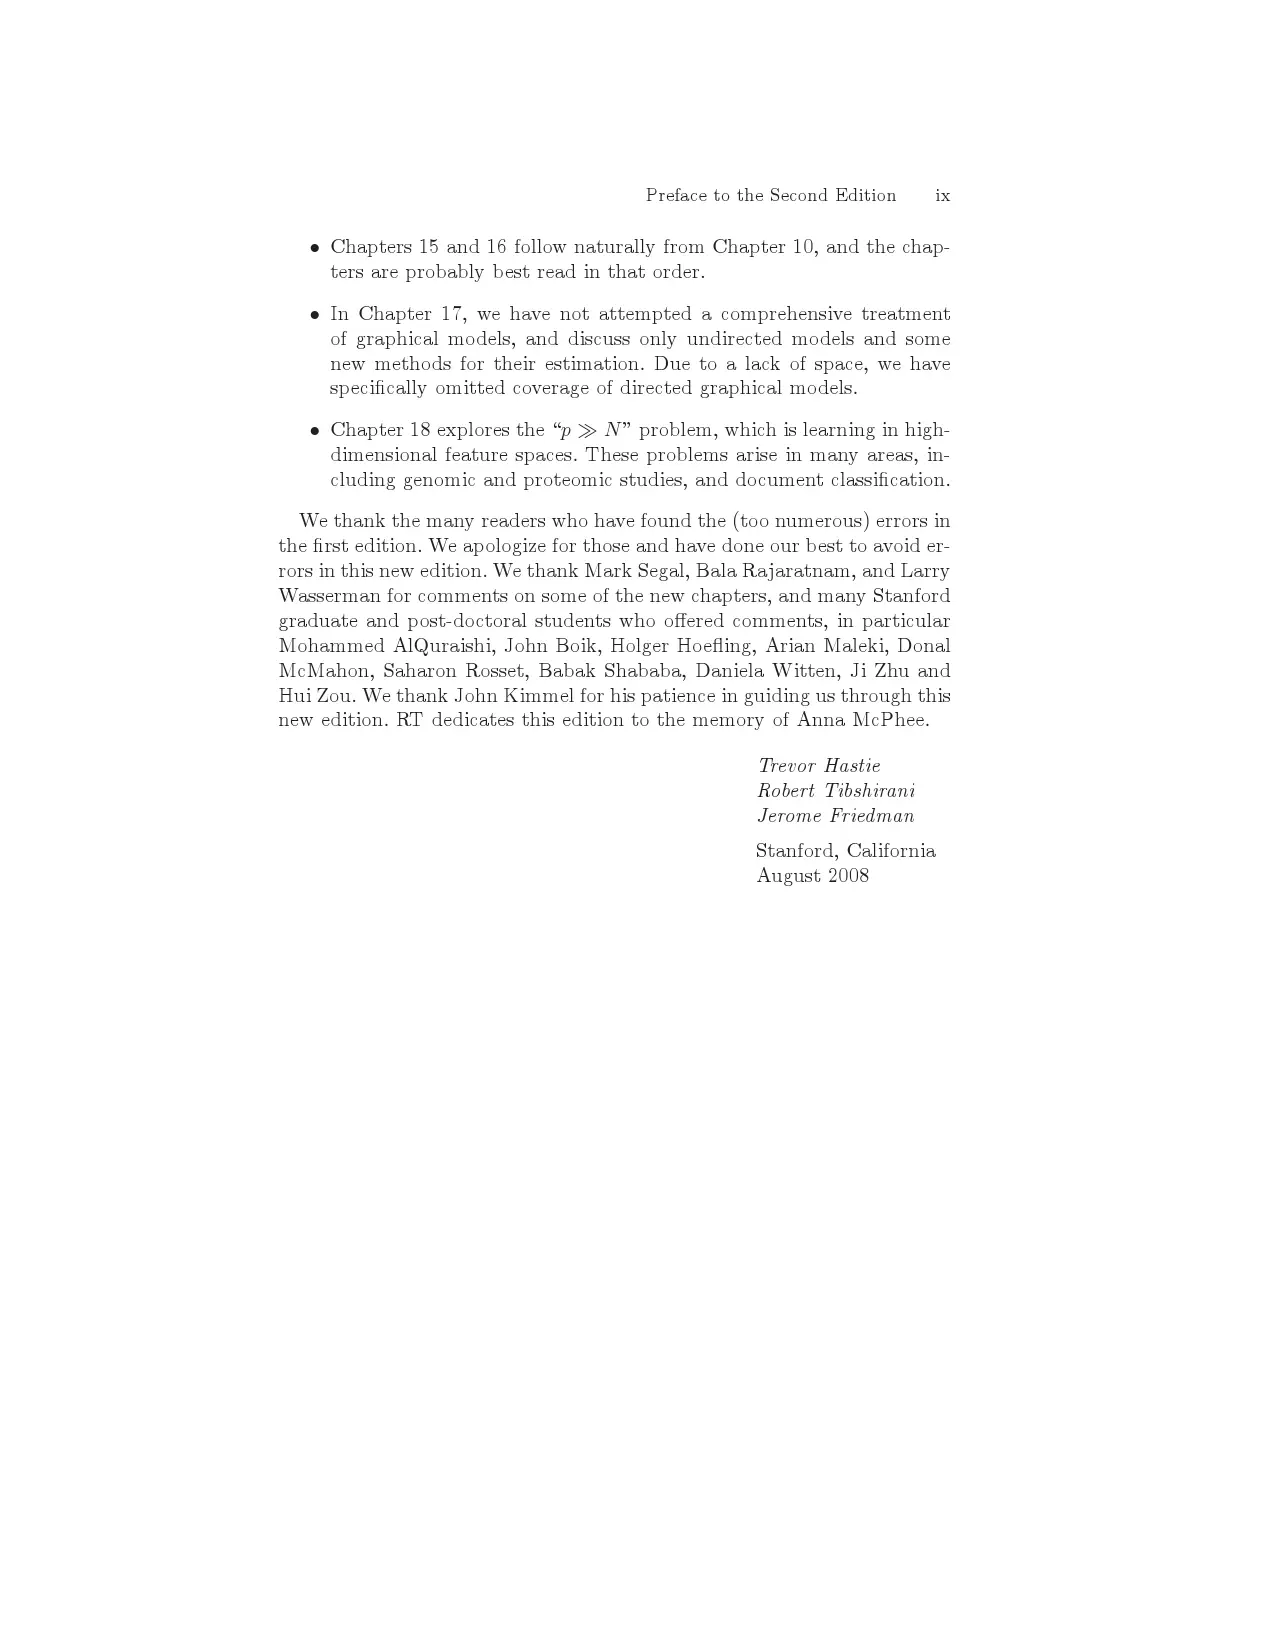 Preface to the Second Edition ix
• Chapters 15 and 16 follow naturally from Chapter 10, and the chap-
ters are probably best read in that order.
• In Chapter 17, we have not attempted a comprehensive treatment
of graphical models, and discuss only undirected models and some
new methods for their estimation. Due to a lack of space, we have
specifically omitted coverage of directed graphical models.
• Chapter 18 explores the “p ≫ N” problem, which is learning in high-
dimensional feature spaces. These problems arise in many areas, in-
cluding genomic and proteomic studies, and document classification.
We thank the many readers who have found the (too numerous) errors in
the first edition. We apologize for those and have done our best to avoid er-
rors in this new edition. We thank Mark Segal, Bala Rajaratnam, and Larry
Wasserman for comments on some of the new chapters, and many Stanford
graduate and post-doctoral students who offered comments, in particular
Mohammed AlQuraishi, John Boik, Holger Hoefling, Arian Maleki, Donal
McMahon, Saharon Rosset, Babak Shababa, Daniela Witten, Ji Zhu and
Hui Zou. We thank John Kimmel for his patience in guiding us through this
new edition. RT dedicates this edition to the memory of Anna McPhee.
Trevor Hastie
Robert Tibshirani
Jerome Friedman
Stanford, California
August 2008